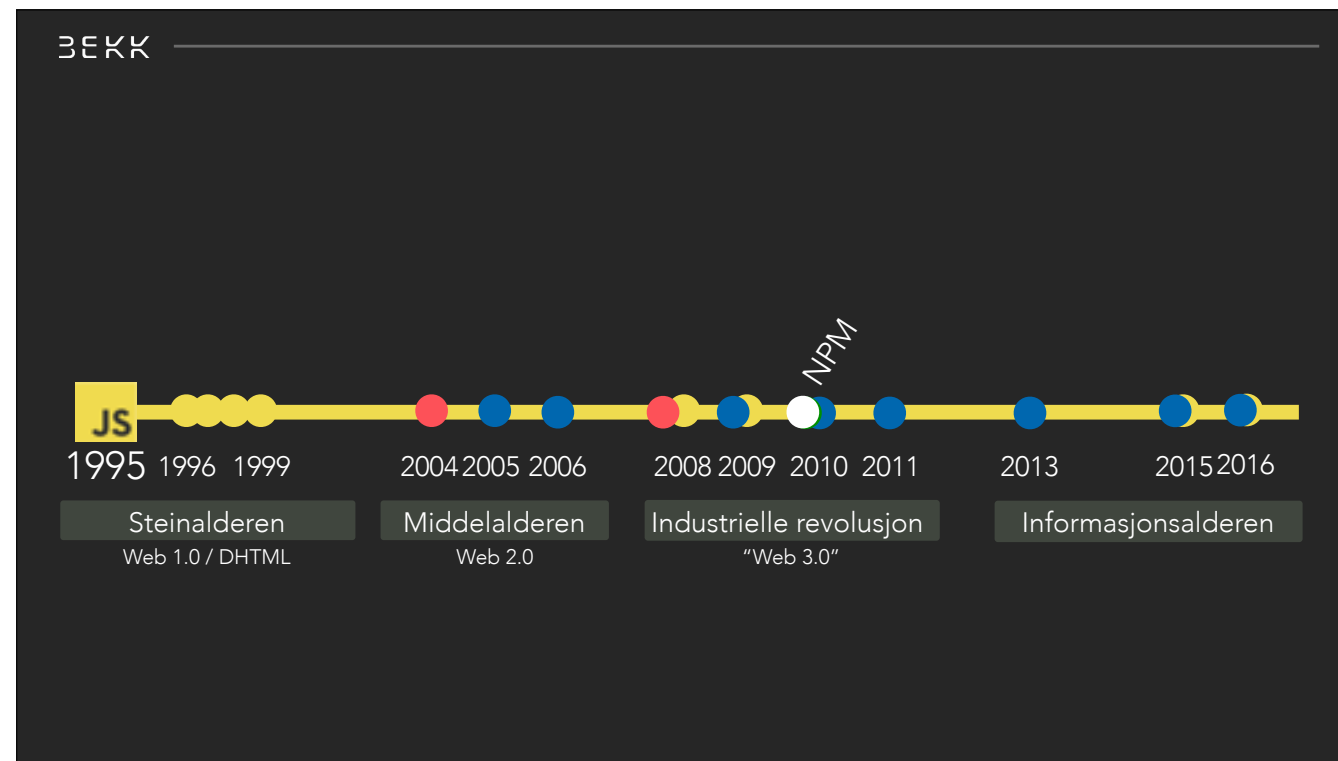 BEKK
NPM
JS
1995 1996 1999 2004 2005 2006 2008 2009 2010 2011 2013 2015 2016
Steinalderen Middelalderen Industrielle revolusjon Informasjonsalderen
Web 1.0 / DHTML Web 2.0 “Web 3.0”